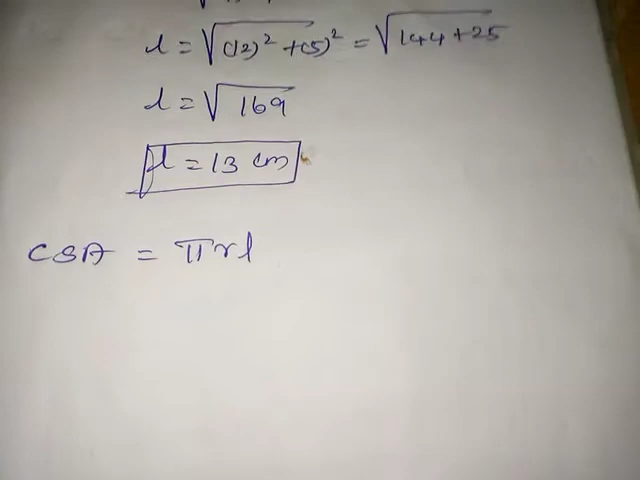 l = √(12)² + (5)² = √144 + 25
l = √169
l = 13 cm
CSA = πrl